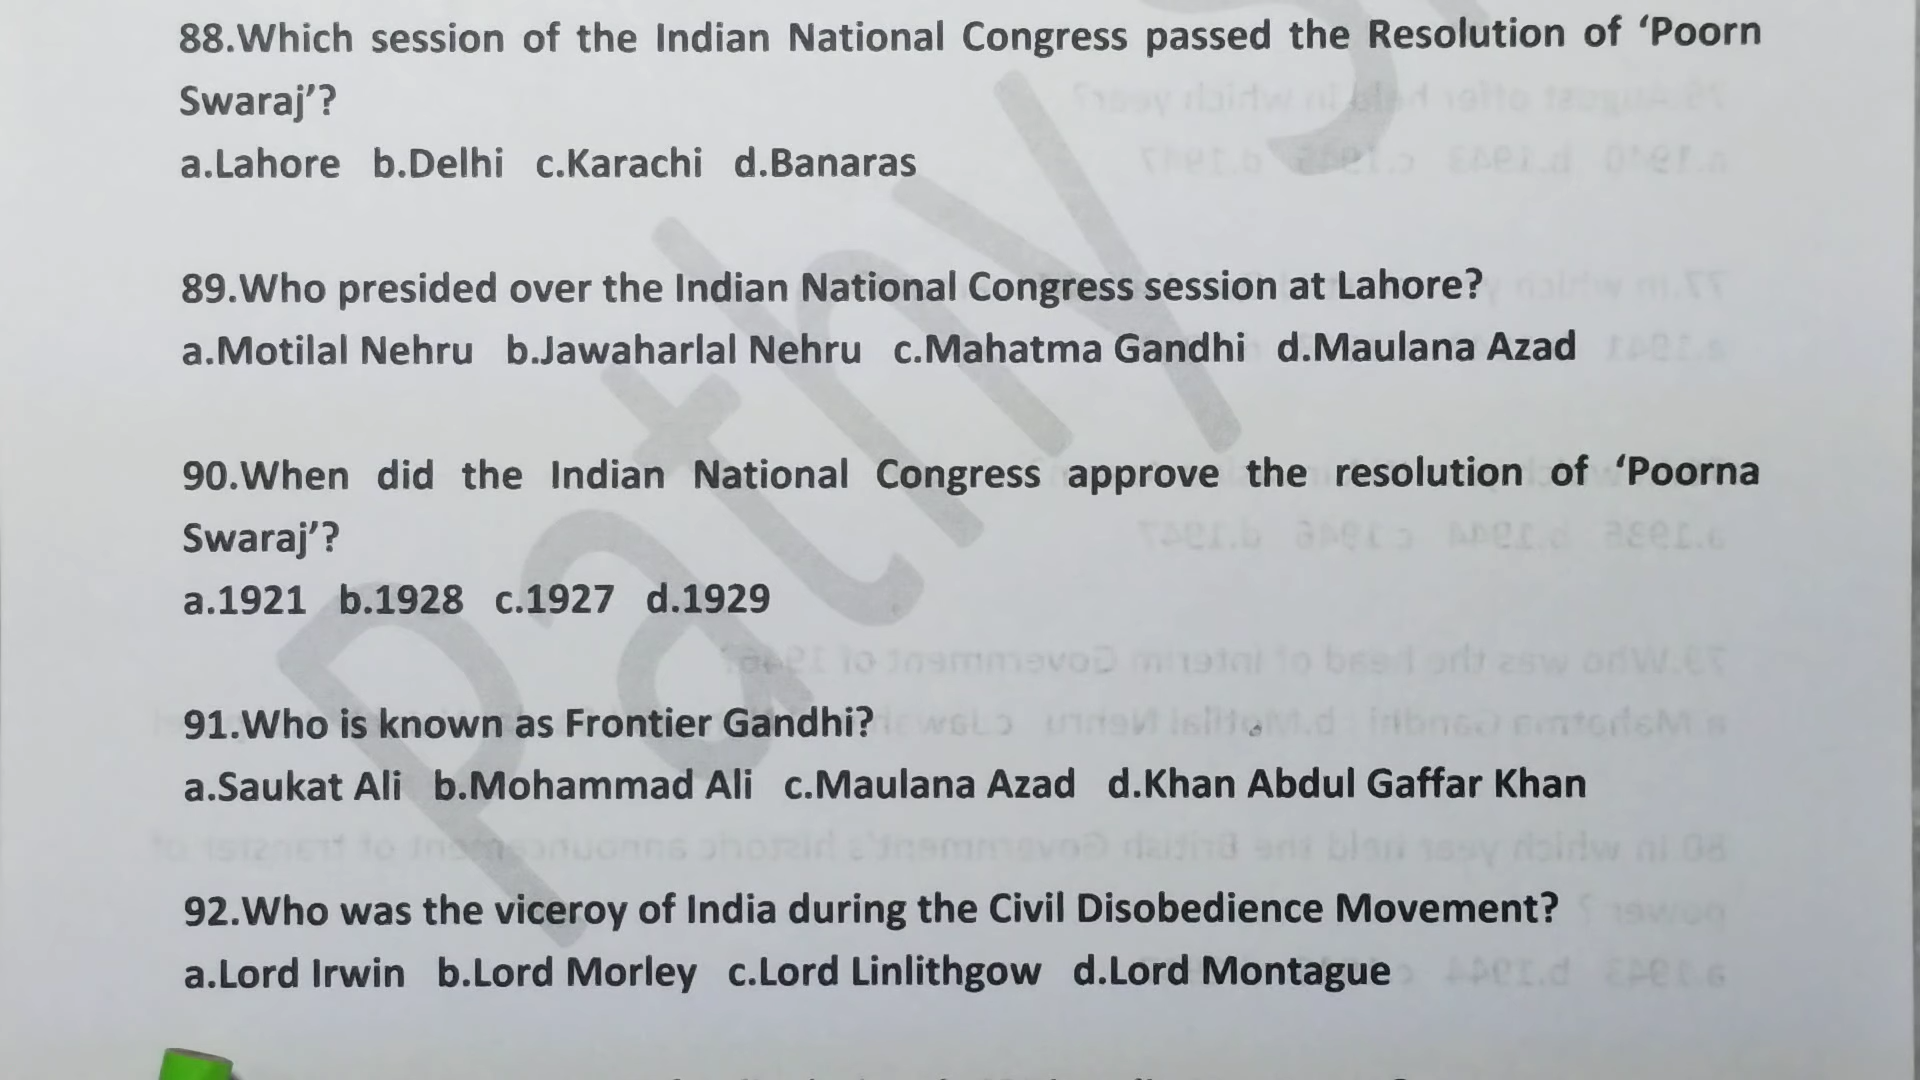 88.Which session of the Indian National Congress passed the Resolution of ‘Poorn
Swaraj’?
a.Lahore b.Delhi c.Karachi d.Banaras
89.Who presided over the Indian National Congress session at Lahore?
a.Motilal Nehru b.Jawaharlal Nehru c.Mahatma Gandhi d.Maulana Azad
90.When did the Indian National Congress approve the resolution of ‘Poorna
Swaraj’?
a.1921 b.1928 c.1927 d.1929
91.Who is known as Frontier Gandhi?
a.Saukat Ali b.Mohammad Ali c.Maulana Azad d.Khan Abdul Gaffar Khan
92.Who was the viceroy of India during the Civil Disobedience Movement?
a.Lord Irwin b.Lord Morley c.Lord Linlithgow d.Lord Montague
Pathy